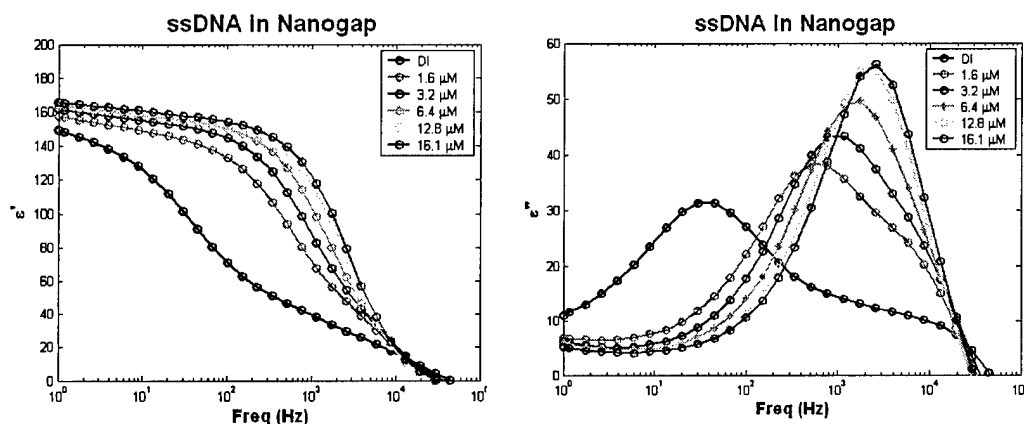 ssDNA in Nanogap
200
180
160
140
120
100
80
60
40
20
0
ε'
10⁰ 10¹ 10² 10³ 10⁴
Freq (Hz)
DI
1.6 μM
3.2 μM
6.4 μM
12.8 μM
16.1 μM
ssDNA in Nanogap
60
50
40
30
20
10
0
ε"
10⁰ 10¹ 10² 10³ 10⁴
Freq (Hz)
DI
1.6 μM
3.2 μM
6.4 μM
12.8 μM
16.1 μM